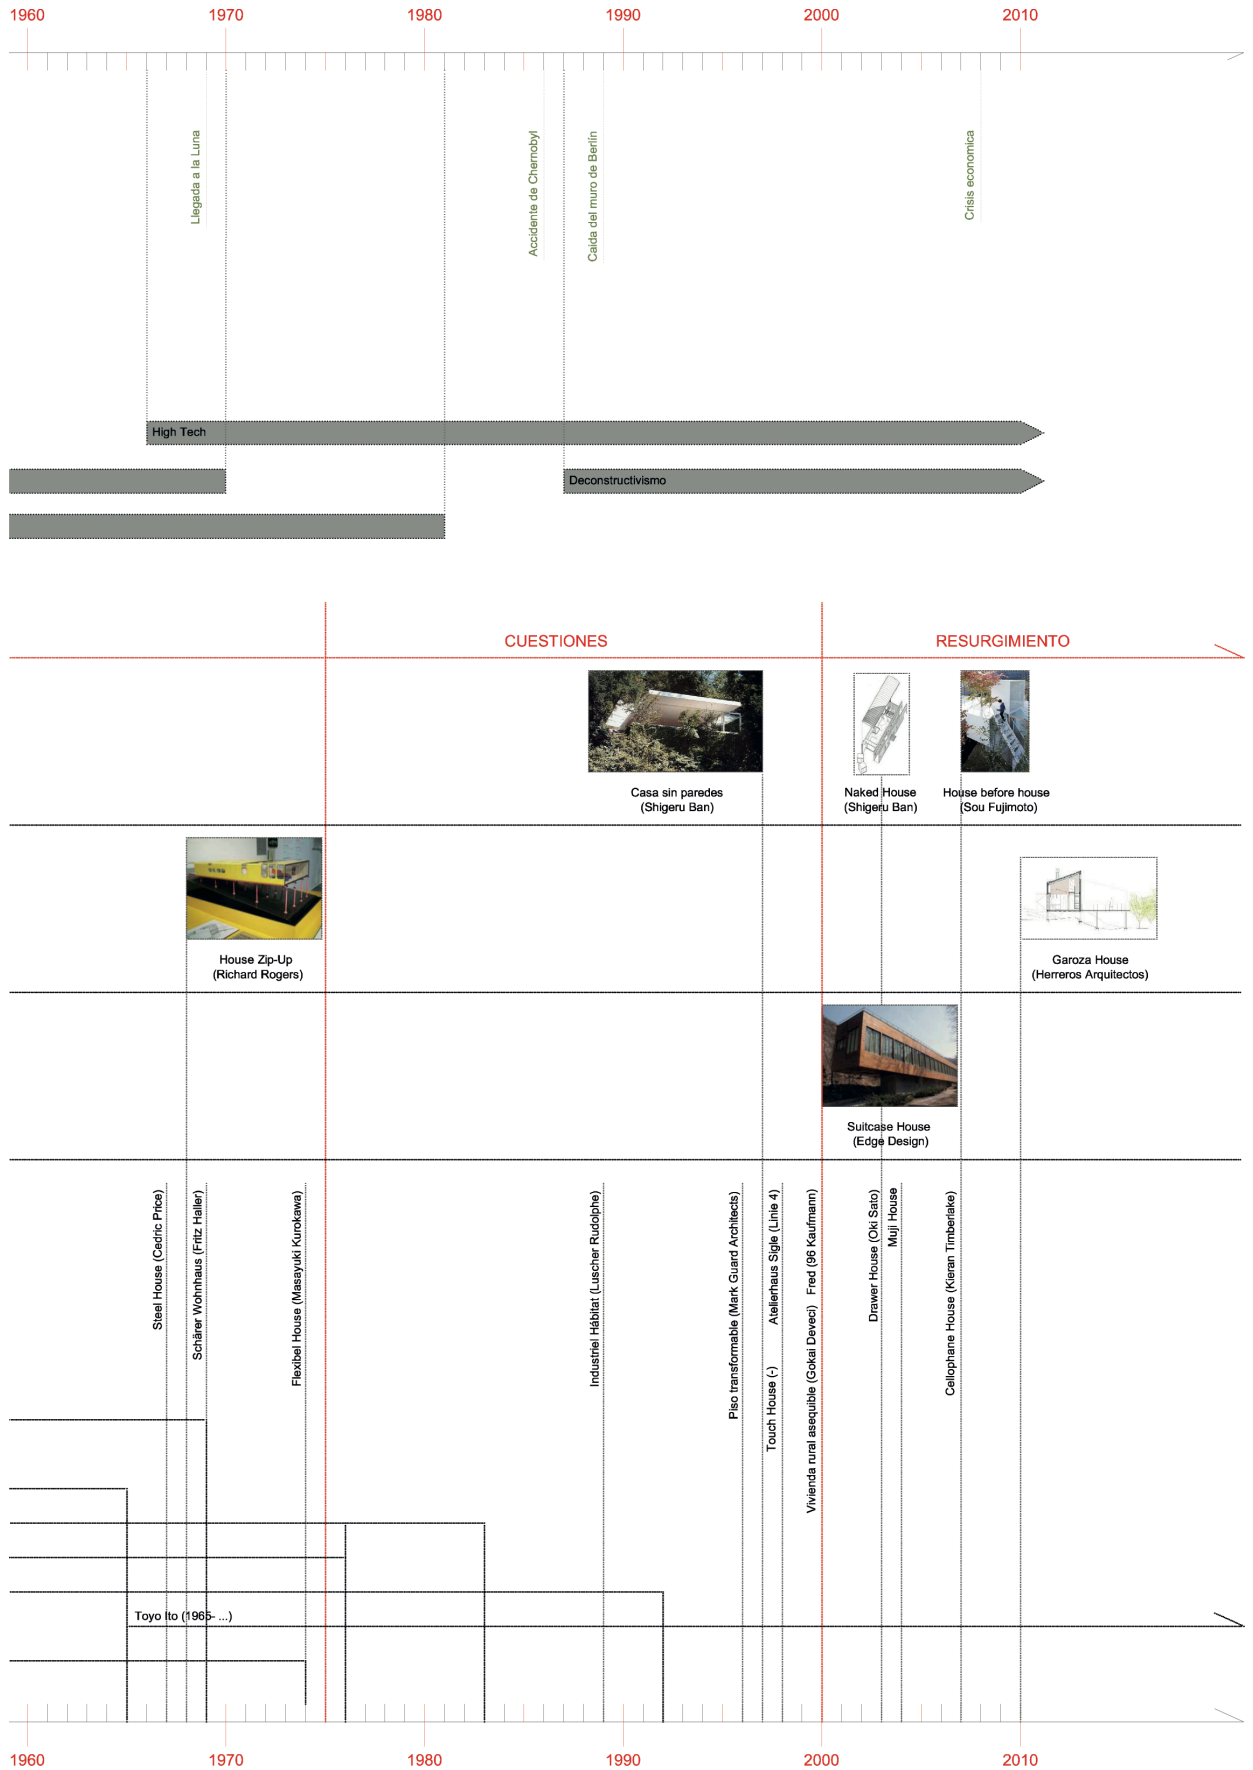 1960 1970 1980 1990 2000 2010
Llegada a la Luna
Accidente de Chernobyl
Caida del muro de Berlín
Crisis economica
High Tech
Deconstructivismo
CUESTIONES
RESURGIMIENTO
Casa sin paredes
(Shigeru Ban)
Naked House
(Shigeru Ban)
House before house
(Sou Fujimoto)
House Zip-Up
(Richard Rogers)
Garoza House
(Herreros Arquitectos)
Suitcase House
(Edge Design)
Steel House (Cedric Price)
Schärer Wohnhaus (Fritz Haller)
Flexibel House (Masayuki Kurokawa)
Industriel Hábitat (Luscher Rudolphe)
Piso transformable (Mark Guard Architects)
Touch House (-)
Atelierhaus Sigle (Linie 4)
Vivienda rural asequible (Gokai Deveci)
Fred (96 Kaufmann)
Drawer House (Oki Sato)
Muji House
Cellophane House (Kieran Timberlake)
Toyo Ito (1965- ...)
1960 1970 1980 1990 2000 2010